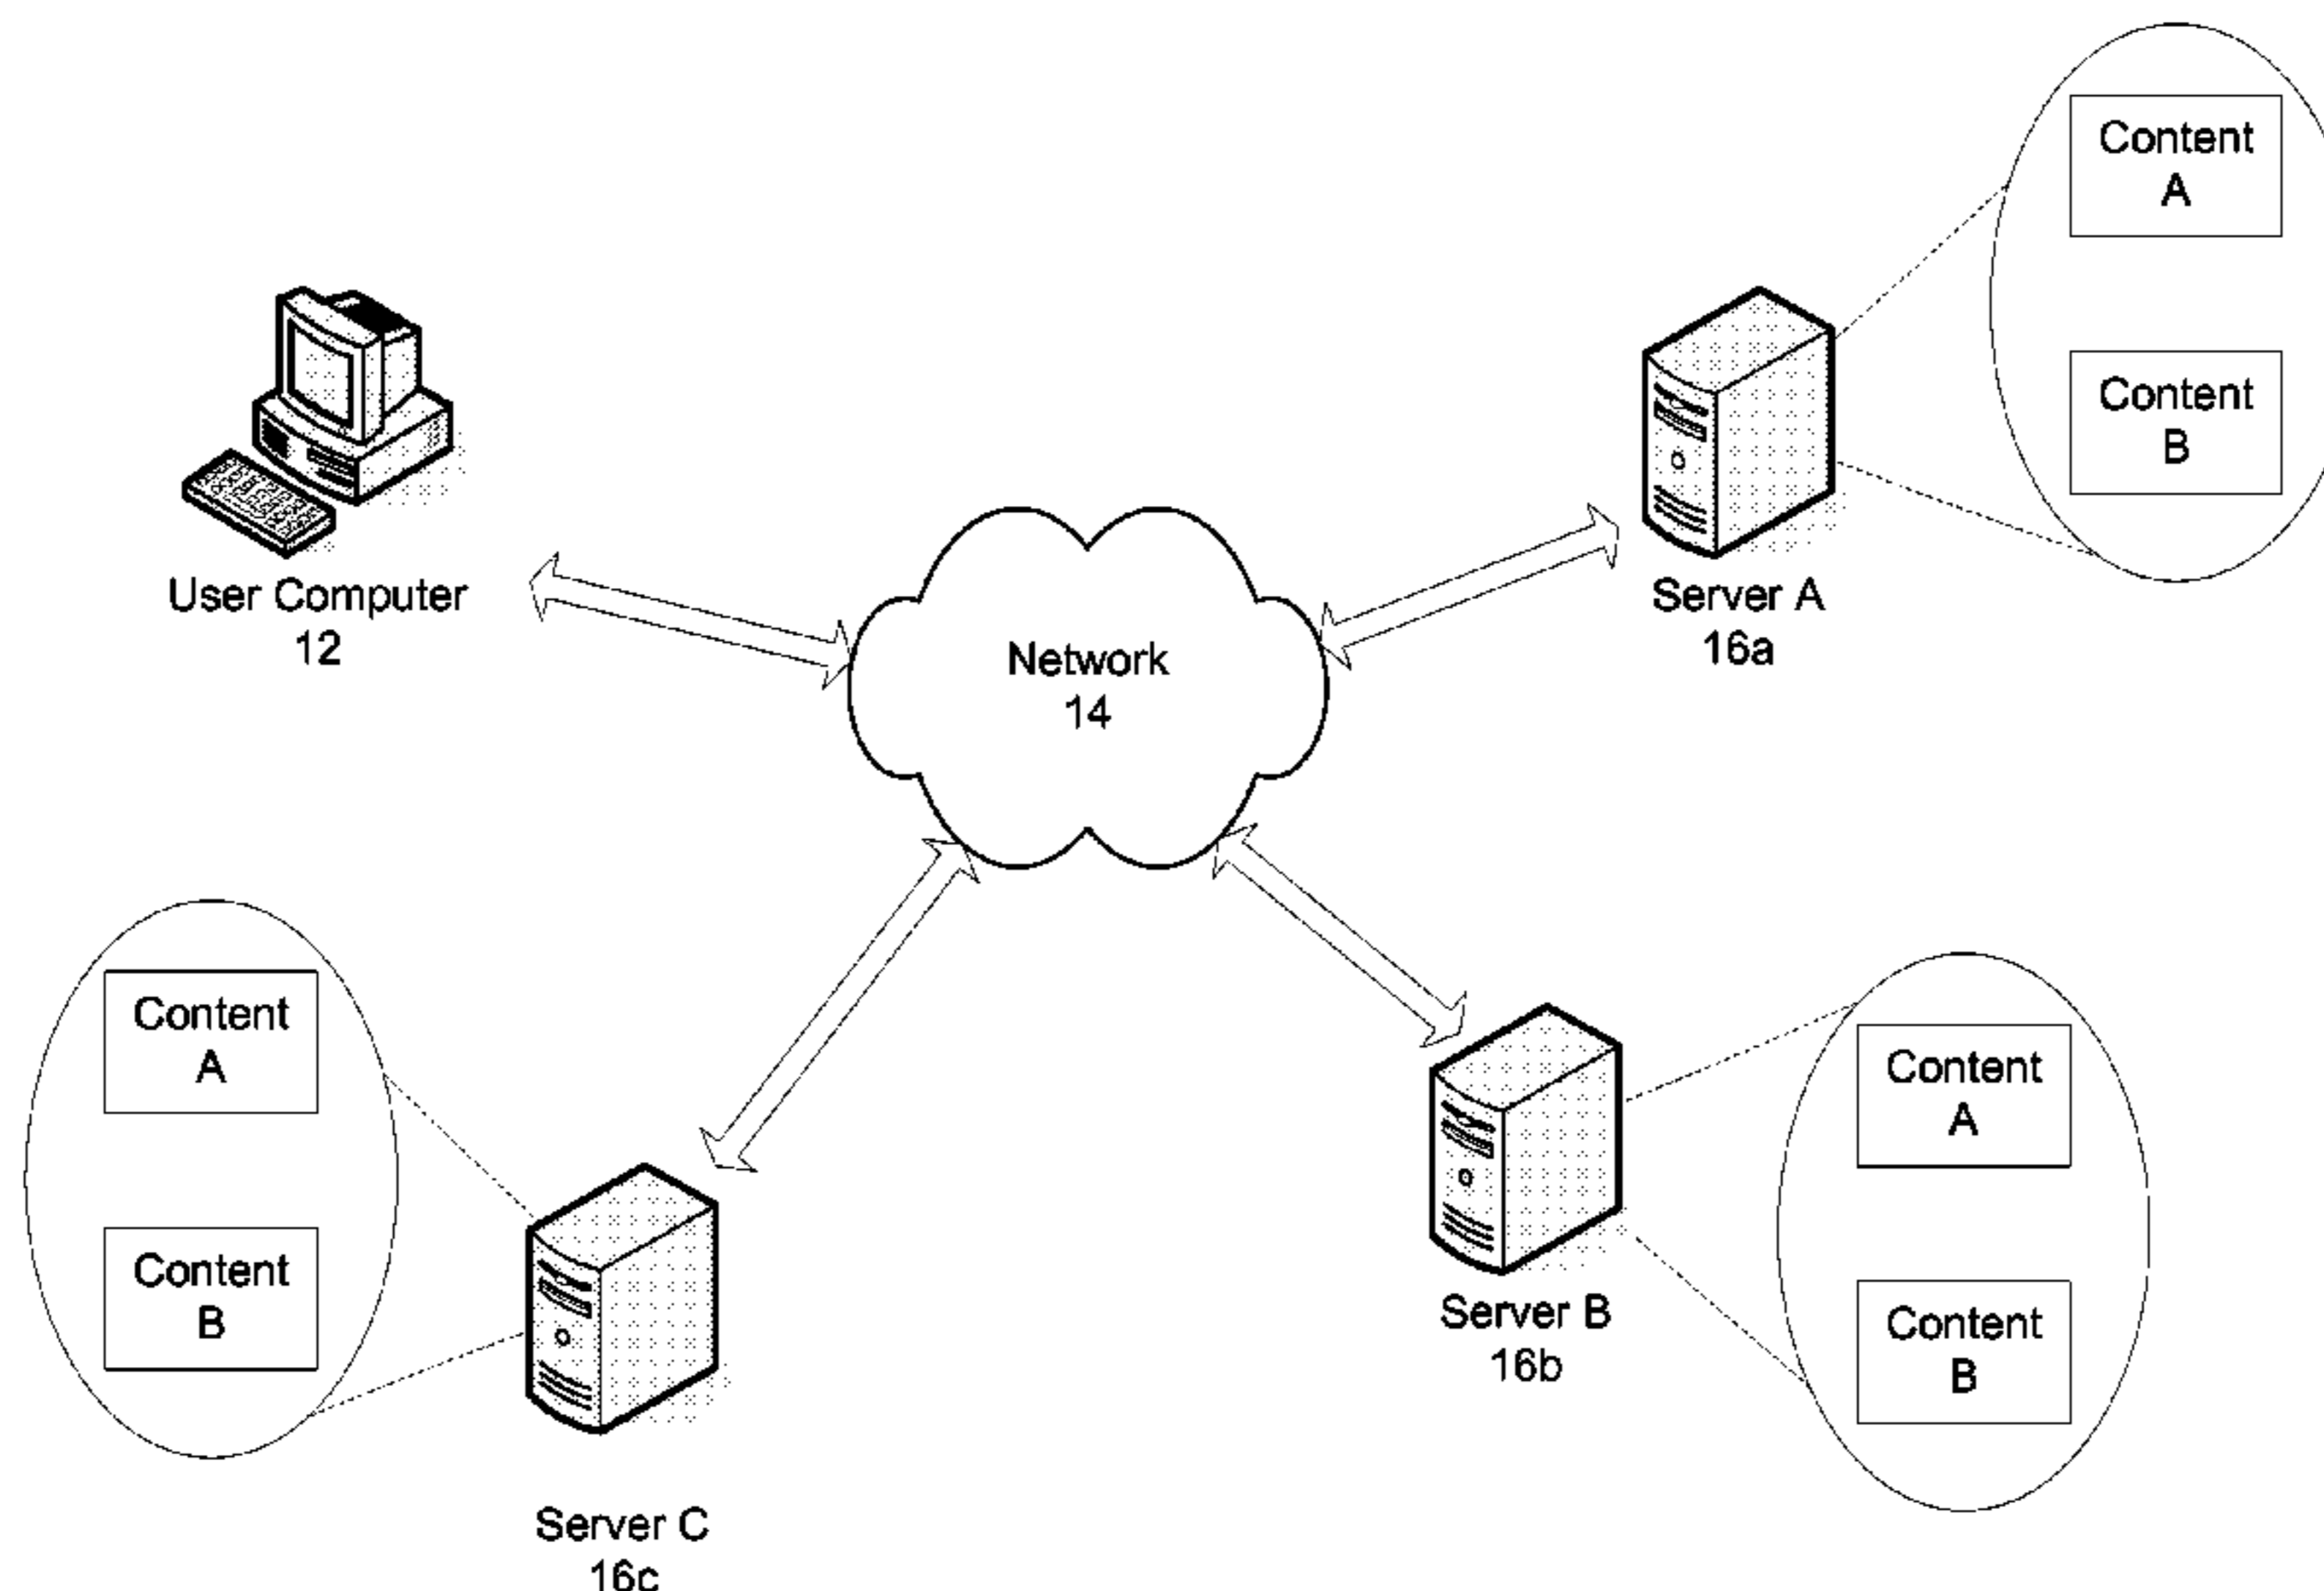 Content
A
Content
B
User Computer
12
Server A
16a
Network
14
Content
A
Content
B
Server C
16c
Content
A
Content
B
Server B
16b